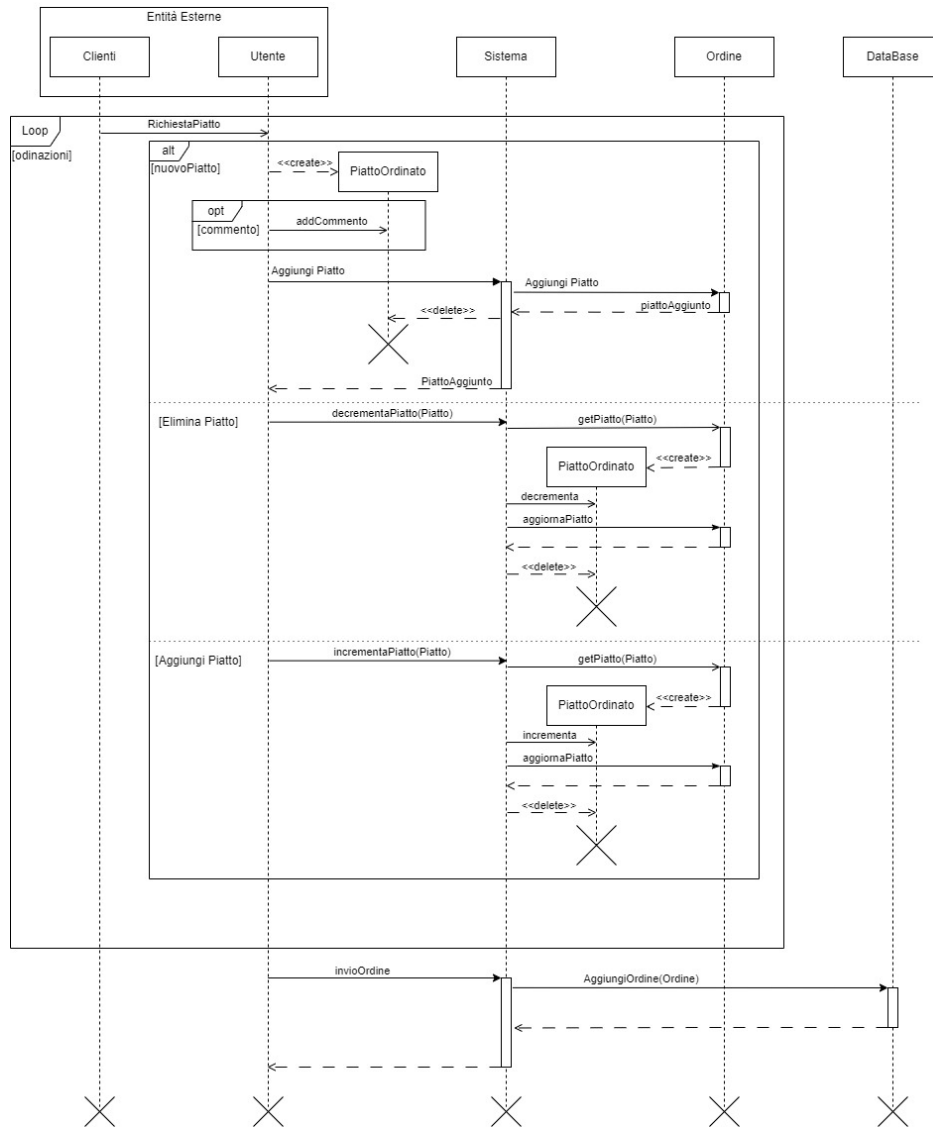 Entità Esterne
Clienti
Utente
Sistema
Ordine
DataBase
Loop
[odinazioni]
RichiestaPiatto
alt
[nuovoPiatto]
<<create>>
PiattoOrdinato
opt
[commento]
addCommento
Aggiungi Piatto
Aggiungi Piatto
piattoAggiunto
<<delete>>
PiattoAggiunto
[Elimina Piatto]
decrementaPiatto(Piatto)
getPiatto(Piatto)
<<create>>
PiattoOrdinato
decrementa
aggiornaPiatto
<<delete>>
[Aggiungi Piatto]
incrementaPiatto(Piatto)
getPiatto(Piatto)
<<create>>
PiattoOrdinato
incrementa
aggiornaPiatto
<<delete>>
invioOrdine
AggiungiOrdine(Ordine)